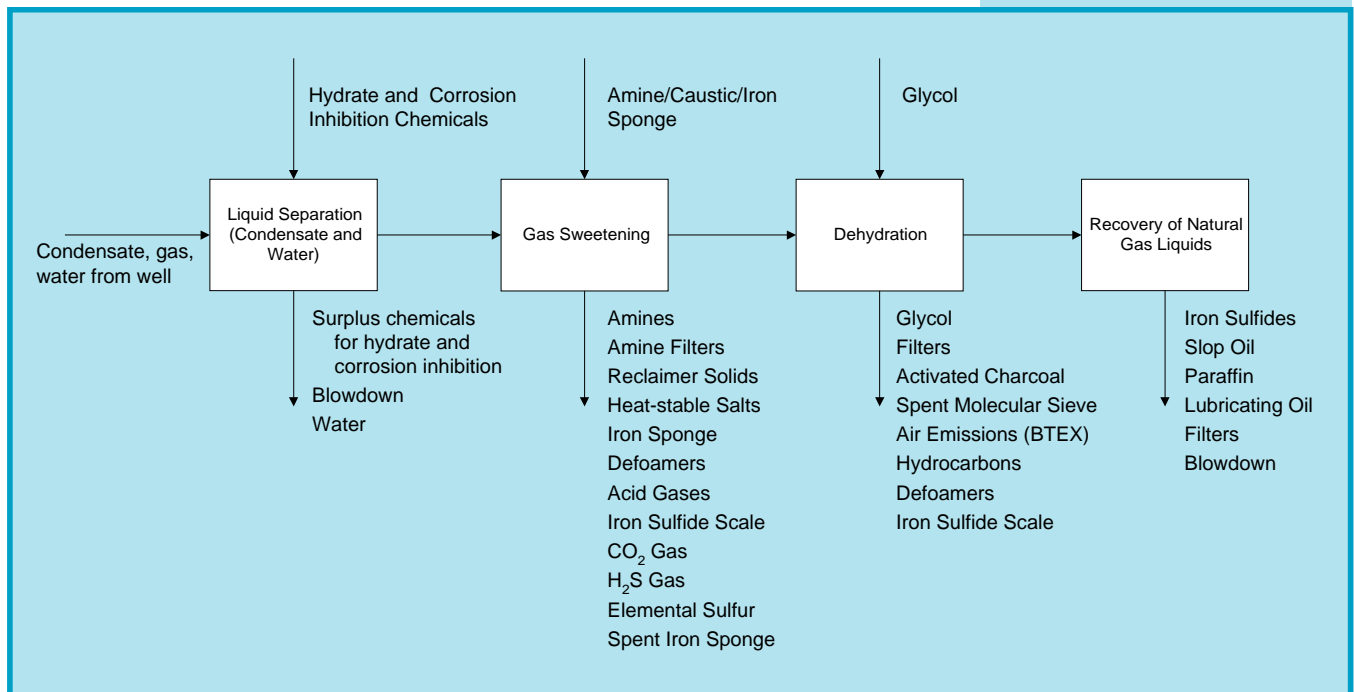 Hydrate and Corrosion
Inhibition Chemicals
Amine/Caustic/Iron
Sponge
Glycol
Condensate, gas,
water from well
Liquid Separation
(Condensate and
Water)
Gas Sweetening
Dehydration
Recovery of Natural
Gas Liquids
Surplus chemicals
for hydrate and
corrosion inhibition
Blowdown
Water
Amines
Amine Filters
Reclaimer Solids
Heat-stable Salts
Iron Sponge
Defoamers
Acid Gases
Iron Sulfide Scale
CO₂ Gas
H₂S Gas
Elemental Sulfur
Spent Iron Sponge
Glycol
Filters
Activated Charcoal
Spent Molecular Sieve
Air Emissions (BTEX)
Hydrocarbons
Defoamers
Iron Sulfide Scale
Iron Sulfides
Slop Oil
Paraffin
Lubricating Oil
Filters
Blowdown